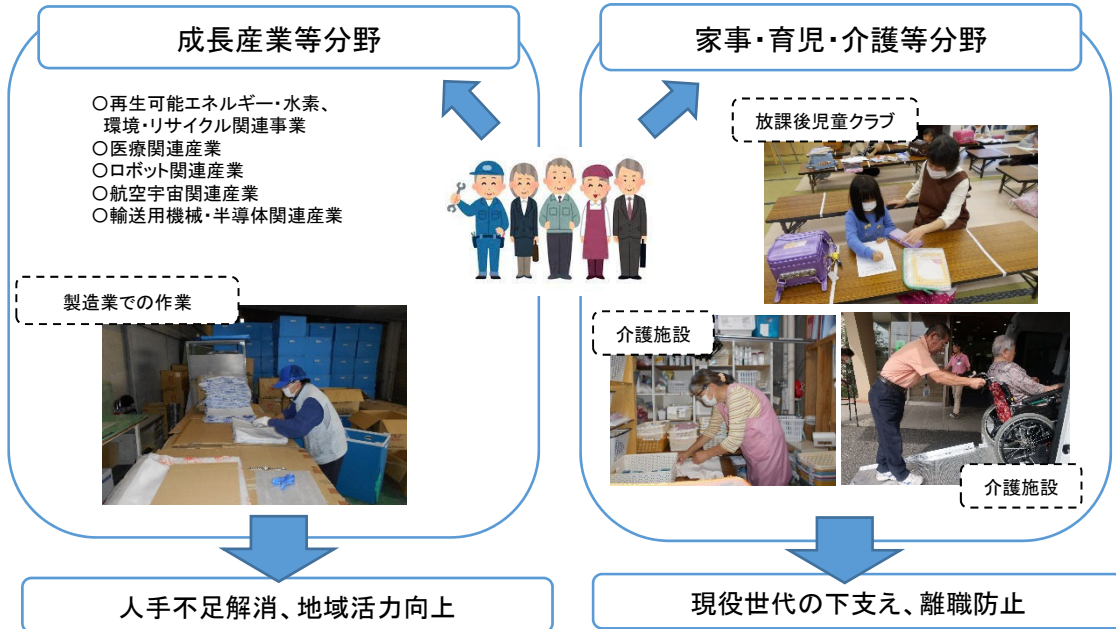 成長産業等分野
○再生可能エネルギー・水素、
環境・リサイクル関連事業
○医療関連産業
○ロボット関連産業
○航空宇宙関連産業
○輸送用機械・半導体関連産業
製造業での作業
人手不足解消、地域活力向上
家事・育児・介護等分野
放課後児童クラブ
介護施設
介護施設
現役世代の下支え、離職防止